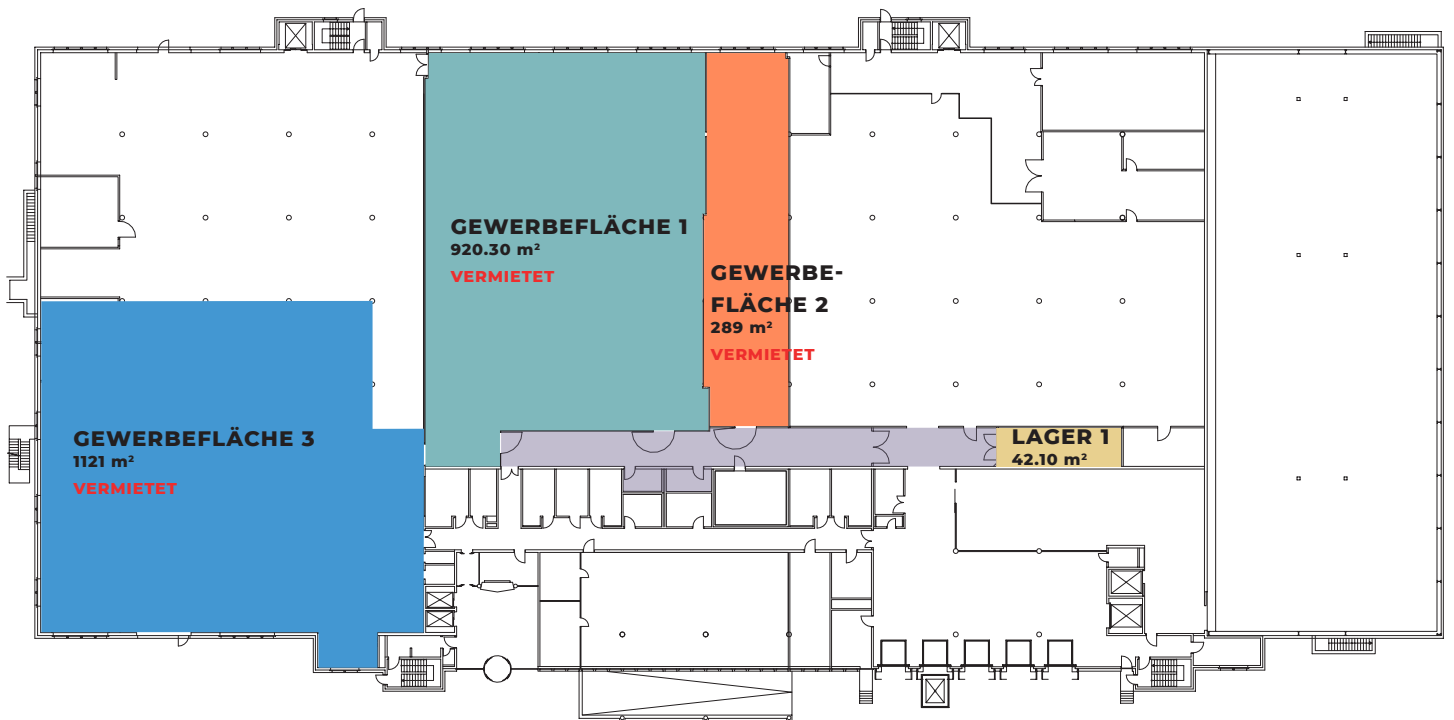 GEWERBEFLÄCHE 1
920.30 m²
VERMIETET
GEWERBE-
FLÄCHE 2
289 m²
VERMIETET
GEWERBEFLÄCHE 3
1121 m²
VERMIETET
LAGER 1
42.10 m²